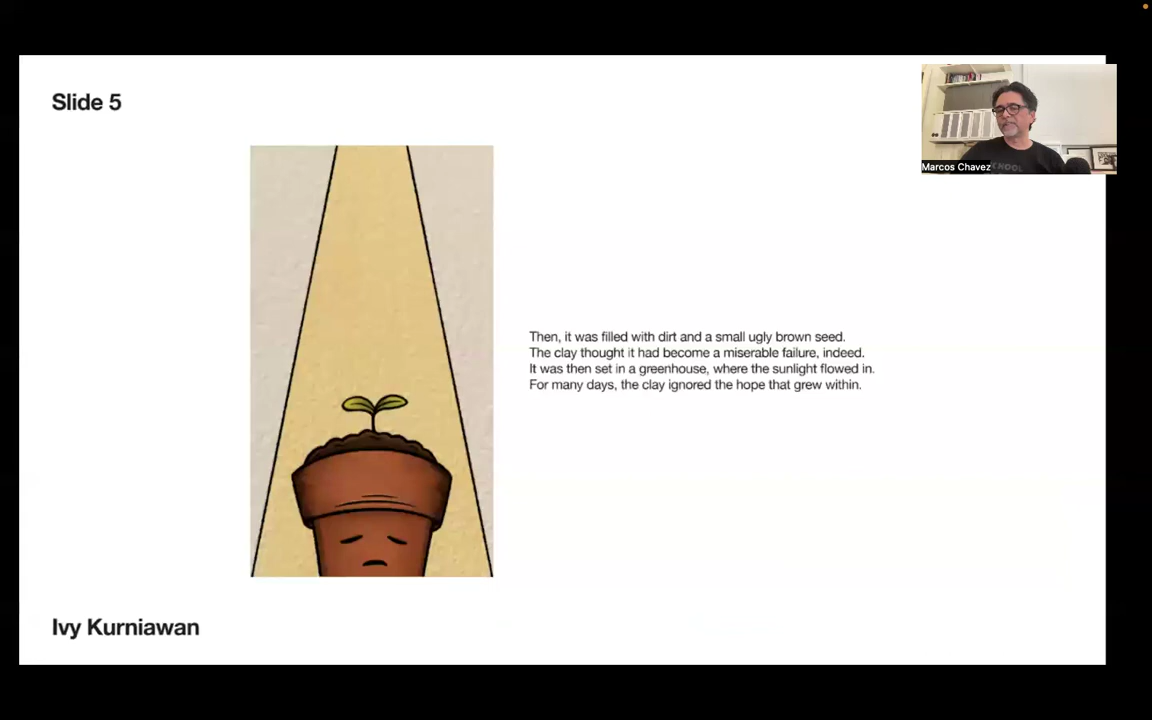 Slide 5
Marcos Chavez
Then, it was filled with dirt and a small ugly brown seed.
The clay thought it had become a miserable failure, indeed.
It was then set in a greenhouse, where the sunlight flowed in.
For many days, the clay ignored the hope that grew within.
Ivy Kurniawan